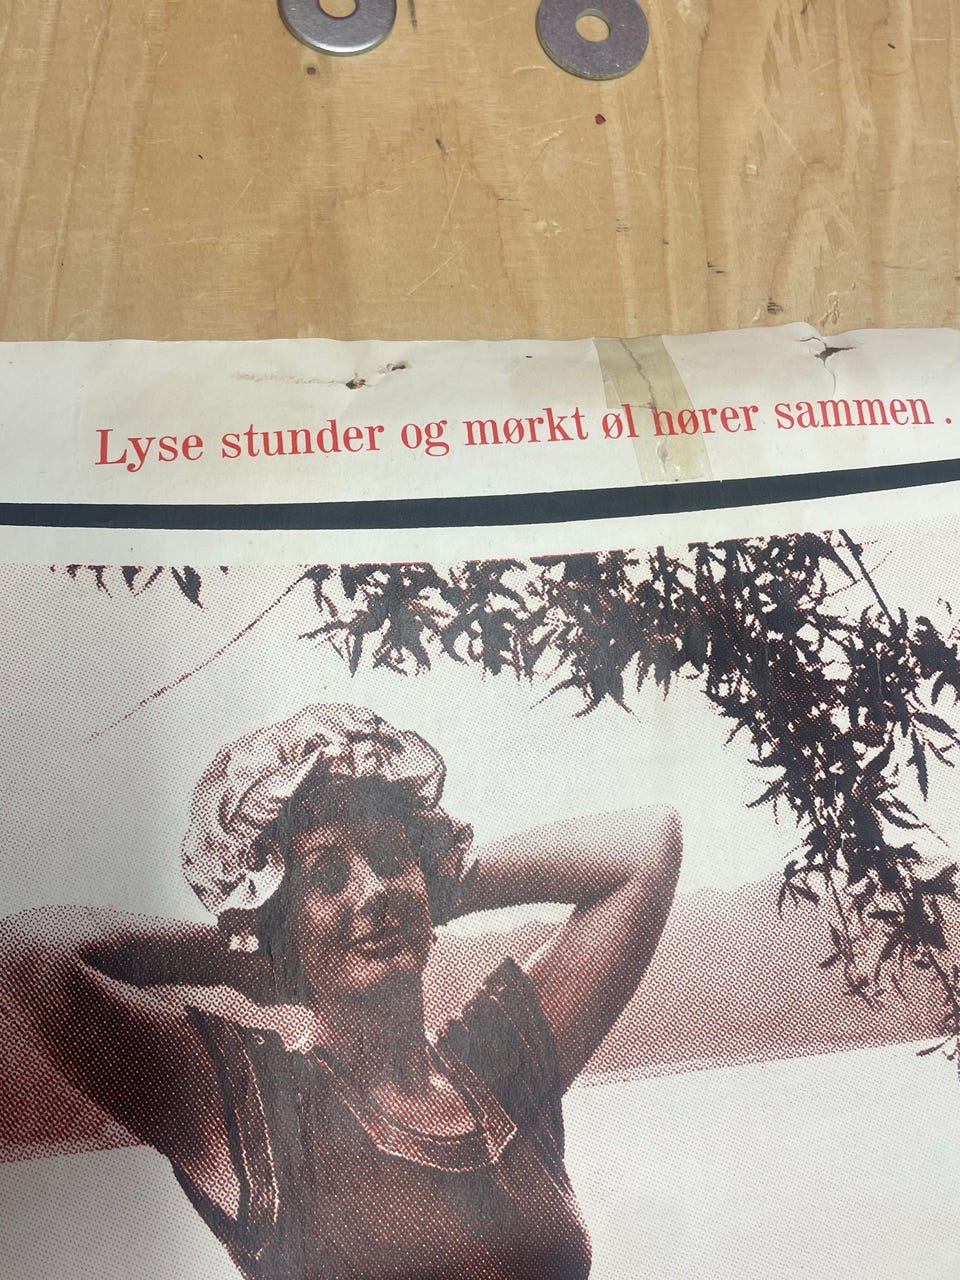 Lyse stunder og mørkt øl hører sammen .